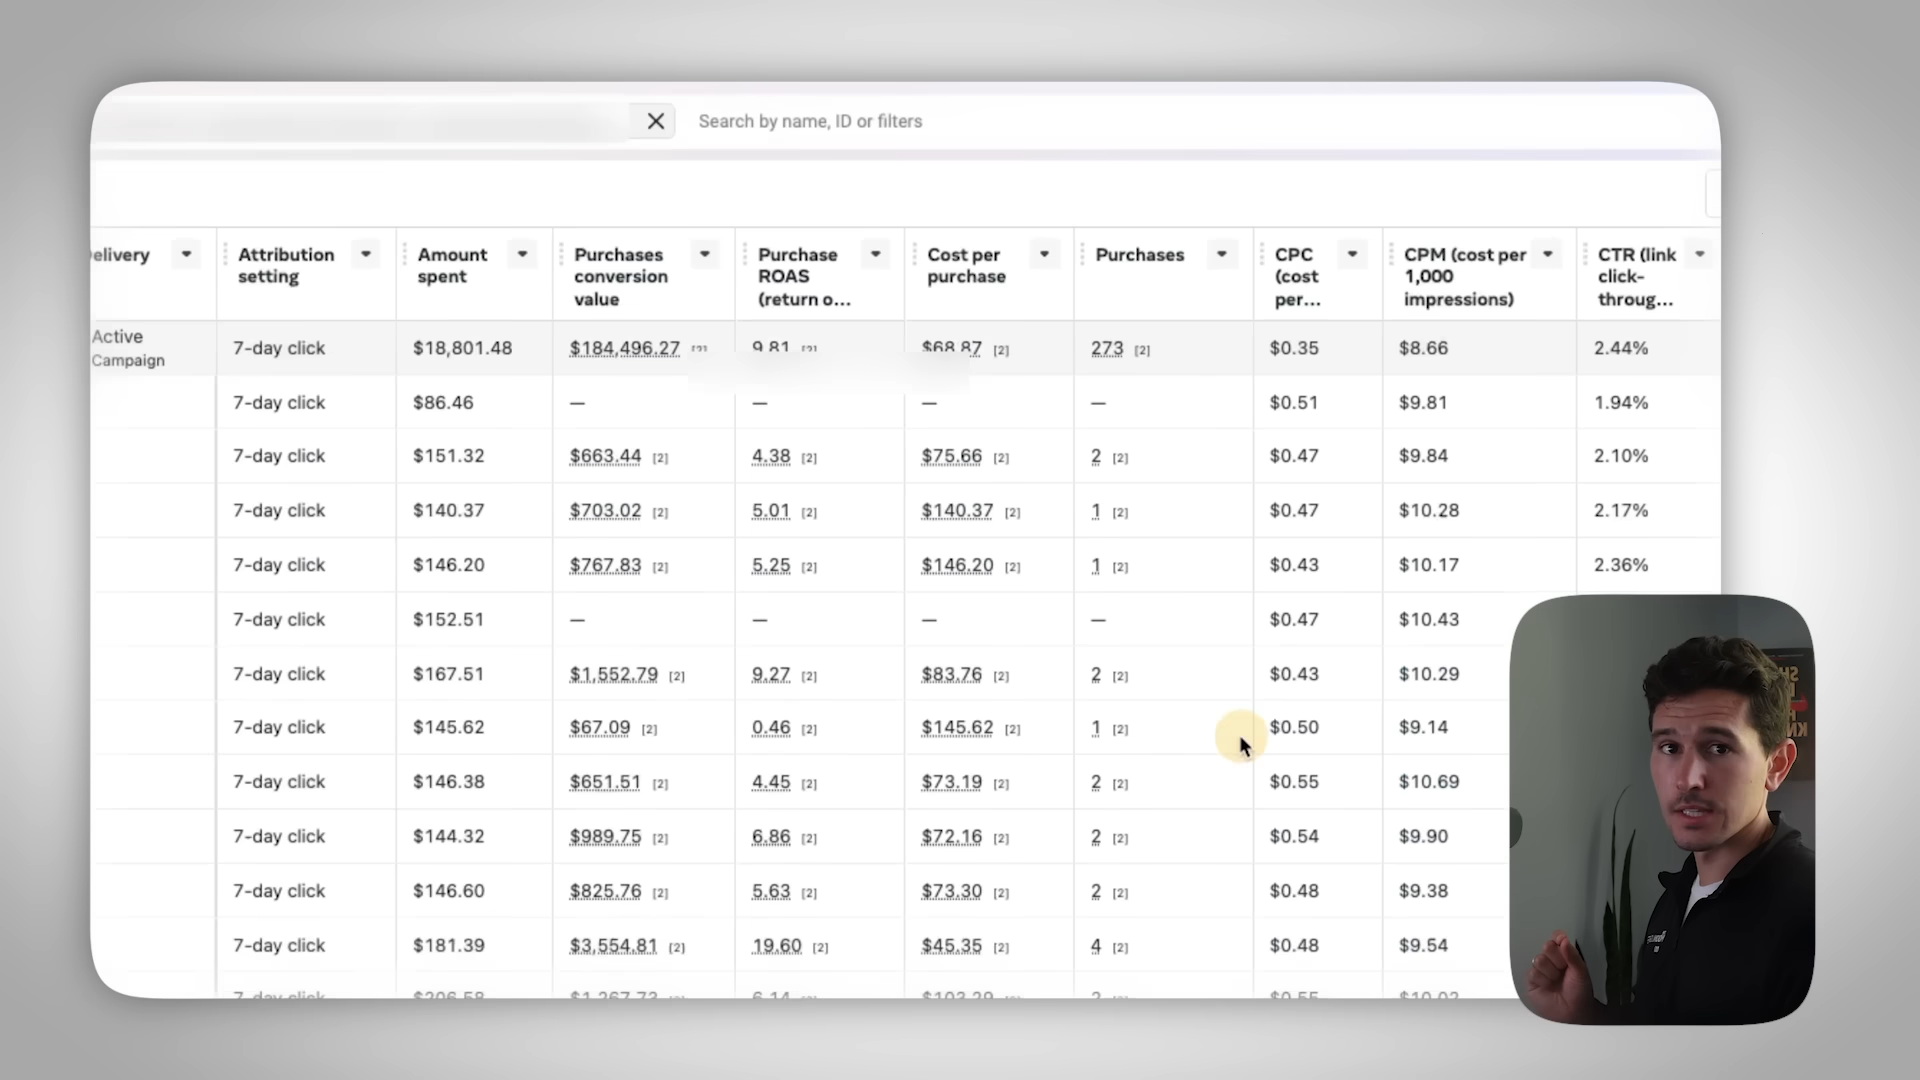 Search by name, ID or filters
elivery Attribution setting Amount spent Purchases conversion value Purchase ROAS (return o... Cost per purchase Purchases CPC (cost per... CPM (cost per 1,000 impressions) CTR (link click-throug...
Active Campaign 7-day click $18,801.48 $184,496.27 [2] 9.81 [2] $68.87 [2] 273 [2] $0.35 $8.66 2.44%
7-day click $86.46 — — — — $0.51 $9.81 1.94%
7-day click $151.32 $663.44 [2] 4.38 [2] $75.66 [2] 2 [2] $0.47 $9.84 2.10%
7-day click $140.37 $703.02 [2] 5.01 [2] $140.37 [2] 1 [2] $0.47 $10.28 2.17%
7-day click $146.20 $767.83 [2] 5.25 [2] $146.20 [2] 1 [2] $0.43 $10.17 2.36%
7-day click $152.51 — — — — $0.47 $10.43
7-day click $167.51 $1,552.79 [2] 9.27 [2] $83.76 [2] 2 [2] $0.43 $10.29
7-day click $145.62 $67.09 [2] 0.46 [2] $145.62 [2] 1 [2] $0.50 $9.14
7-day click $146.38 $651.51 [2] 4.45 [2] $73.19 [2] 2 [2] $0.55 $10.69
7-day click $144.32 $989.75 [2] 6.86 [2] $72.16 [2] 2 [2] $0.54 $9.90
7-day click $146.60 $825.76 [2] 5.63 [2] $73.30 [2] 2 [2] $0.48 $9.38
7-day click $181.39 $3,554.81 [2] 19.60 [2] $45.35 [2] 4 [2] $0.48 $9.54
7-day click